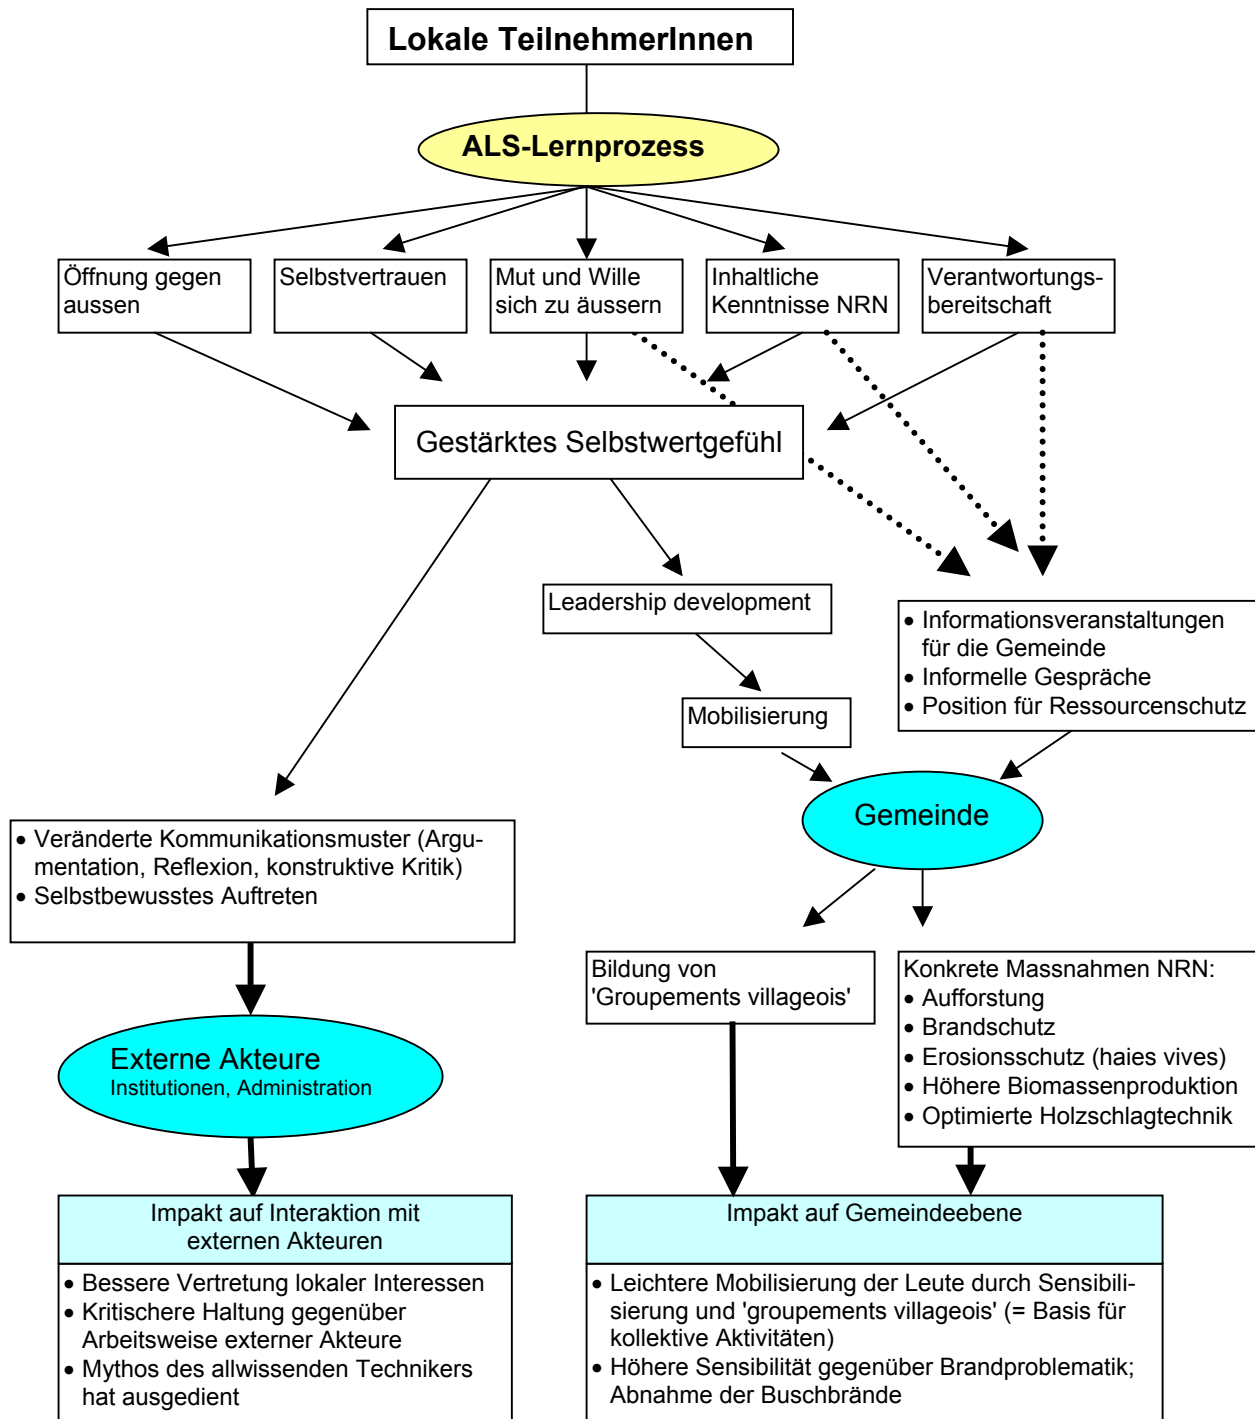 Lokale TeilnehmerInnen
ALS-Lernprozess
Öffnung gegen
aussen
Selbstvertrauen
Mut und Wille
sich zu äussern
Inhaltliche
Kenntnisse NRN
Verantwortungs-
bereitschaft
Gestärktes Selbstwertgefühl
Leadership development
• Informationsveranstaltungen
für die Gemeinde
• Informelle Gespräche
• Position für Ressourcenschutz
Mobilisierung
Gemeinde
• Veränderte Kommunikationsmuster (Argu-
mentation, Reflexion, konstruktive Kritik)
• Selbstbewusstes Auftreten
Bildung von
'Groupements villageois'
Konkrete Massnahmen NRN:
• Aufforstung
• Brandschutz
• Erosionsschutz (haies vives)
• Höhere Biomassenproduktion
• Optimierte Holzschlagtechnik
Externe Akteure
Institutionen, Administration
Impakt auf Interaktion mit
externen Akteuren
• Bessere Vertretung lokaler Interessen
• Kritischere Haltung gegenüber
Arbeitsweise externer Akteure
• Mythos des allwissenden Technikers
hat ausgedient
Impakt auf Gemeindeebene
• Leichtere Mobilisierung der Leute durch Sensibili-
sierung und 'groupements villageois' (= Basis für
kollektive Aktivitäten)
• Höhere Sensibilität gegenüber Brandproblematik;
Abnahme der Buschbrände